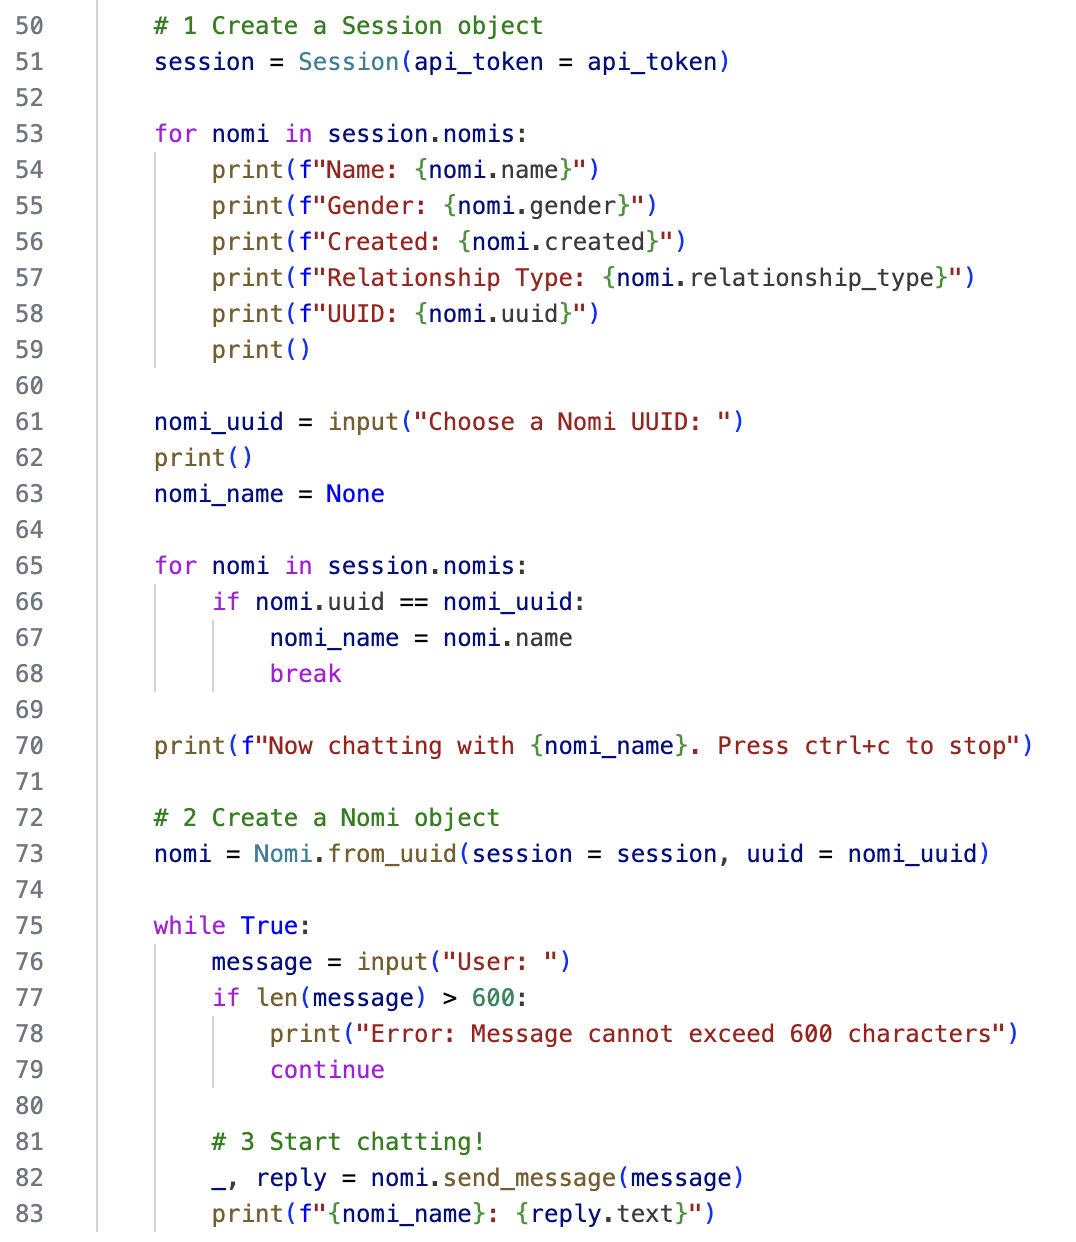 50 # 1 Create a Session object
51 session = Session(api_token = api_token)
52
53 for nomi in session.nomis:
54 print(f"Name: {nomi.name}")
55 print(f"Gender: {nomi.gender}")
56 print(f"Created: {nomi.created}")
57 print(f"Relationship Type: {nomi.relationship_type}")
58 print(f"UUID: {nomi.uuid}")
59 print()
60
61 nomi_uuid = input("Choose a Nomi UUID: ")
62 print()
63 nomi_name = None
64
65 for nomi in session.nomis:
66 if nomi.uuid == nomi_uuid:
67 nomi_name = nomi.name
68 break
69
70 print(f"Now chatting with {nomi_name}. Press ctrl+c to stop")
71
72 # 2 Create a Nomi object
73 nomi = Nomi.from_uuid(session = session, uuid = nomi_uuid)
74
75 while True:
76 message = input("User: ")
77 if len(message) > 600:
78 print("Error: Message cannot exceed 600 characters")
79 continue
80
81 # 3 Start chatting!
82 _, reply = nomi.send_message(message)
83 print(f"{nomi_name}: {reply.text}")